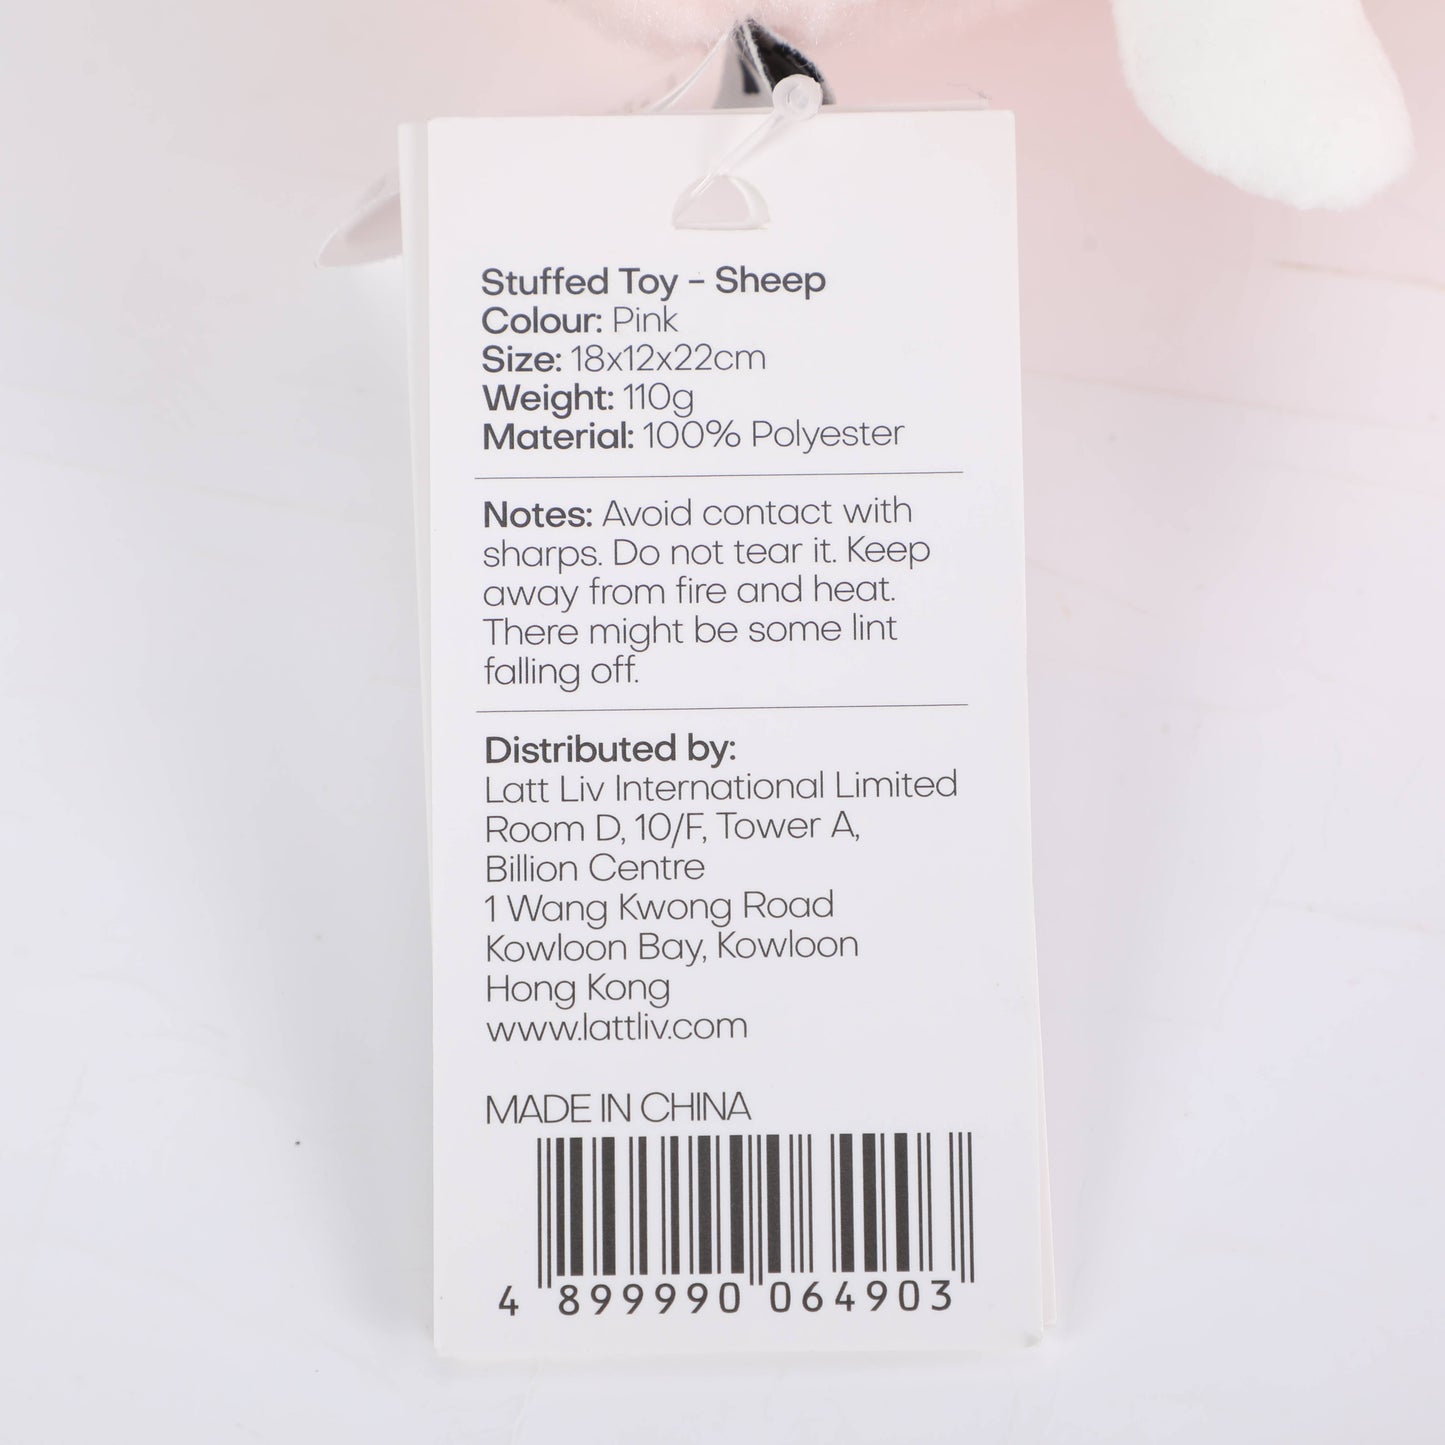 Stuffed Toy – Sheep
Colour: Pink
Size: 18x12x22cm
Weight: 110g
Material: 100% Polyester
Notes: Avoid contact with
sharps. Do not tear it. Keep
away from fire and heat.
There might be some lint
falling off.
Distributed by:
Latt Liv International Limited
Room D, 10/F, Tower A,
Billion Centre
1 Wang Kwong Road
Kowloon Bay, Kowloon
Hong Kong
www.lattliv.com
MADE IN CHINA
4 899990 064903